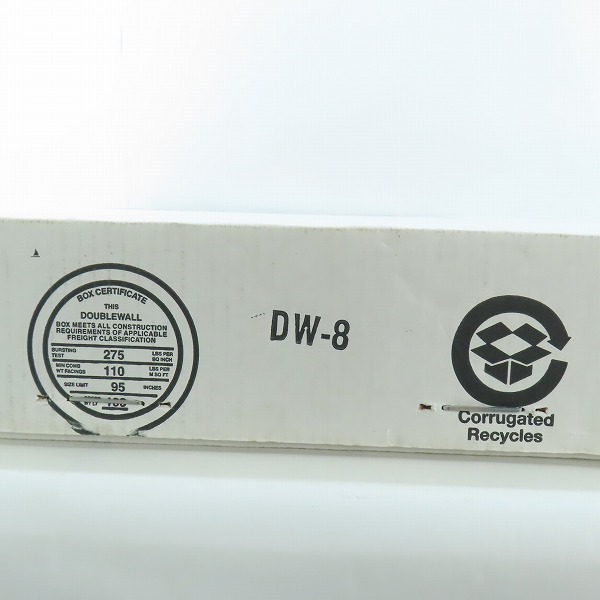 BOX CERTIFICATE
THIS
DOUBLEWALL
BOX MEETS ALL CONSTRUCTION
REQUIREMENTS OF APPLICABLE
FREIGHT CLASSIFICATION
BURSTING TEST 275 LBS PER SQ INCH
MIN COMB WT FACINGS 110 LBS PER M SQ FT
SIZE LIMIT 95 INCHES
DW-8
Corrugated
Recycles